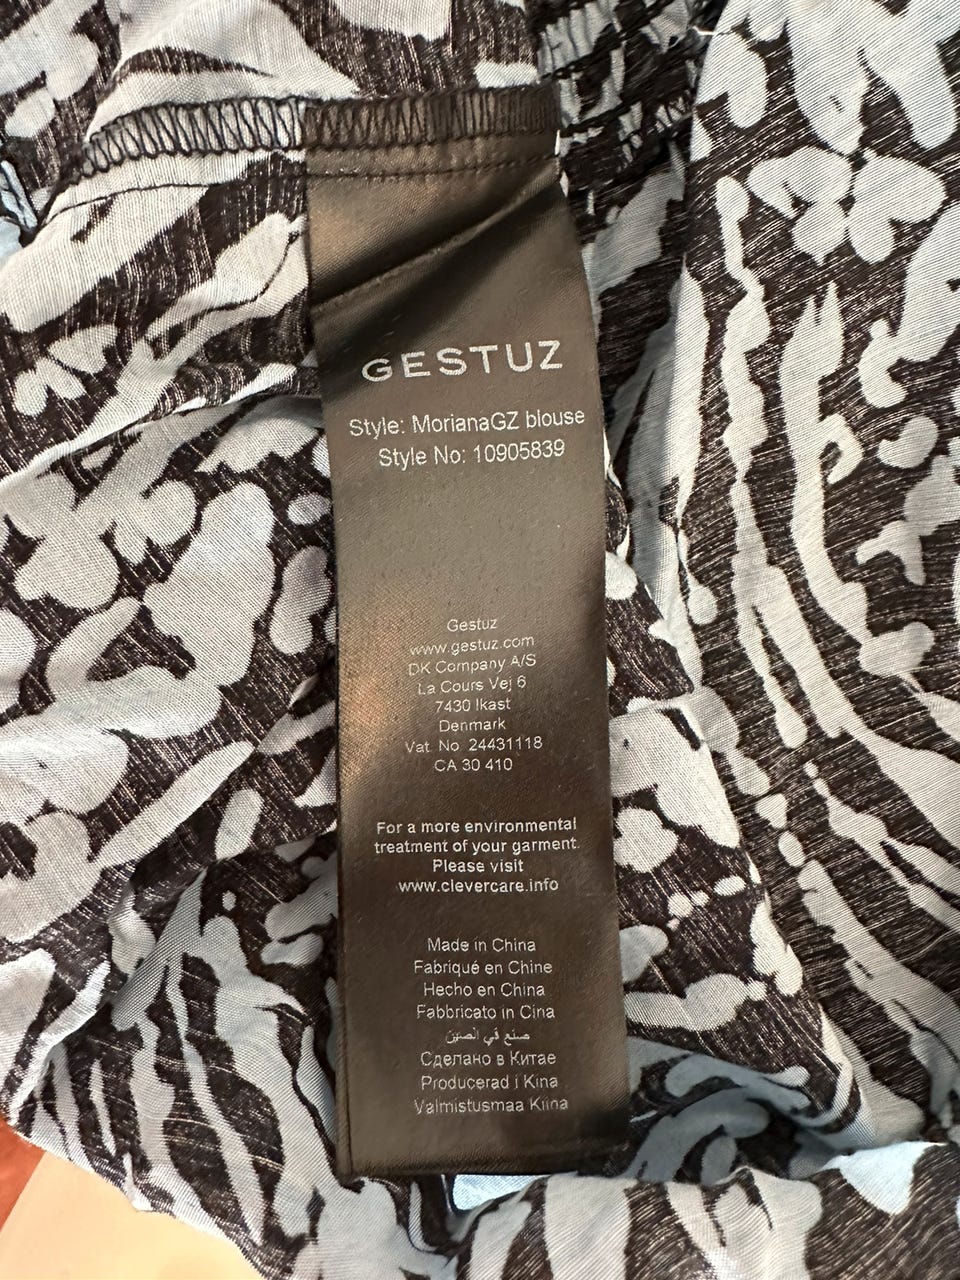 GESTUZ
Style: MorianaGZ blouse
Style No: 10905839
Gestuz
www.gestuz.com
DK Company A/S
La Cours Vej 6
7430 Ikast
Denmark
Vat. No 24431118
CA 30 410
For a more environmental
treatment of your garment.
Please visit
www.clevercare.info
Made in China
Fabriqué en Chine
Hecho en China
Fabbricato in Cina
صنع في الصين
Сделано в Китае
Producerad i Kina
Valmistusmaa Kiina